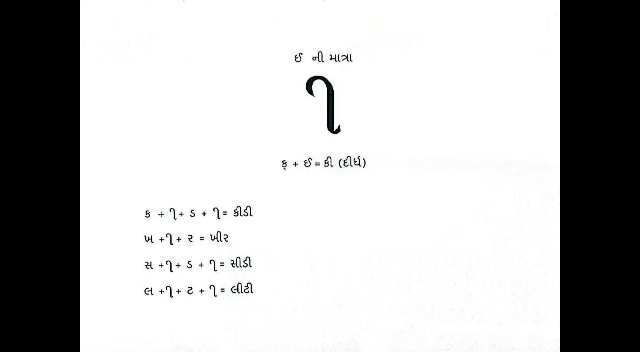 ઈ ની માત્રા
ી
ક્ + ઈ = કી (દીર્ઘ)
ક + ી + ડ + ી = કીડી
ખ + ી + ર = ખીર
સ + ી + ડ + ી = સીડી
લ + ી + ટ + ી = લીટી